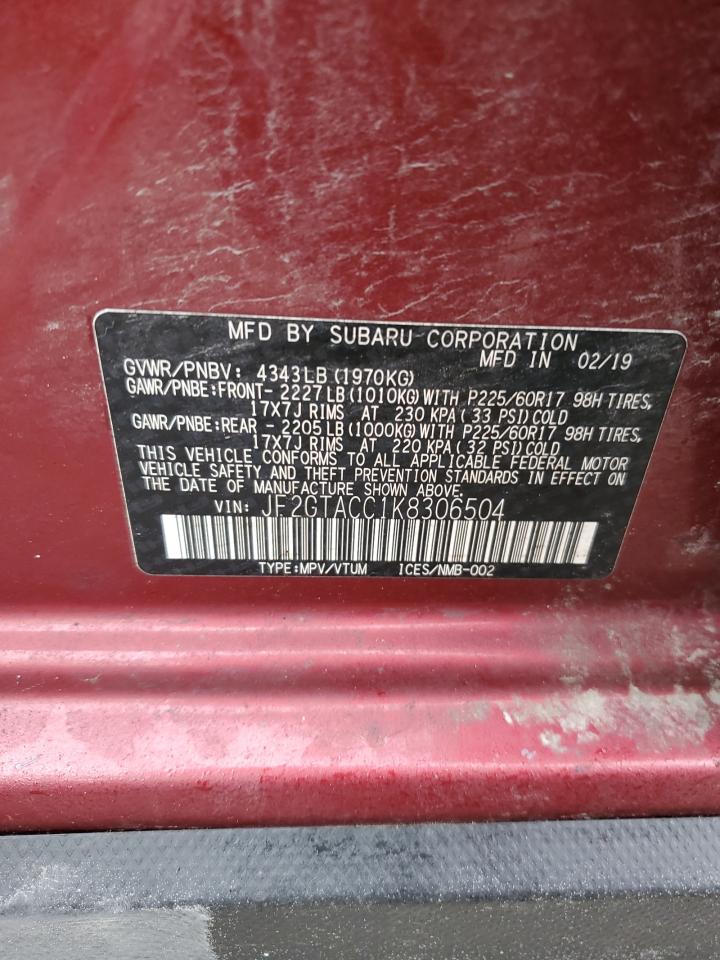 MFD BY SUBARU CORPORATION
MFD IN 02/19
GVWR/PNBV: 4343LB(1970KG)
GAWR/PNBE:FRONT- 2227LB(1010KG)WITH P225/60R17 98H TIRES,
17X7J RIMS AT 230 KPA(33 PSI)COLD
GAWR/PNBE:REAR - 2205LB(1000KG)WITH P225/60R17 98H TIRES,
17X7J RIMS AT 220 KPA(32 PSI)COLD
THIS VEHICLE CONFORMS TO ALL APPLICABLE FEDERAL MOTOR
VEHICLE SAFETY AND THEFT PREVENTION STANDARDS IN EFFECT ON
THE DATE OF MANUFACTURE SHOWN ABOVE.
VIN: JF2GTACC1K8306504
TYPE:MPV/VTUM ICES/NMB-002